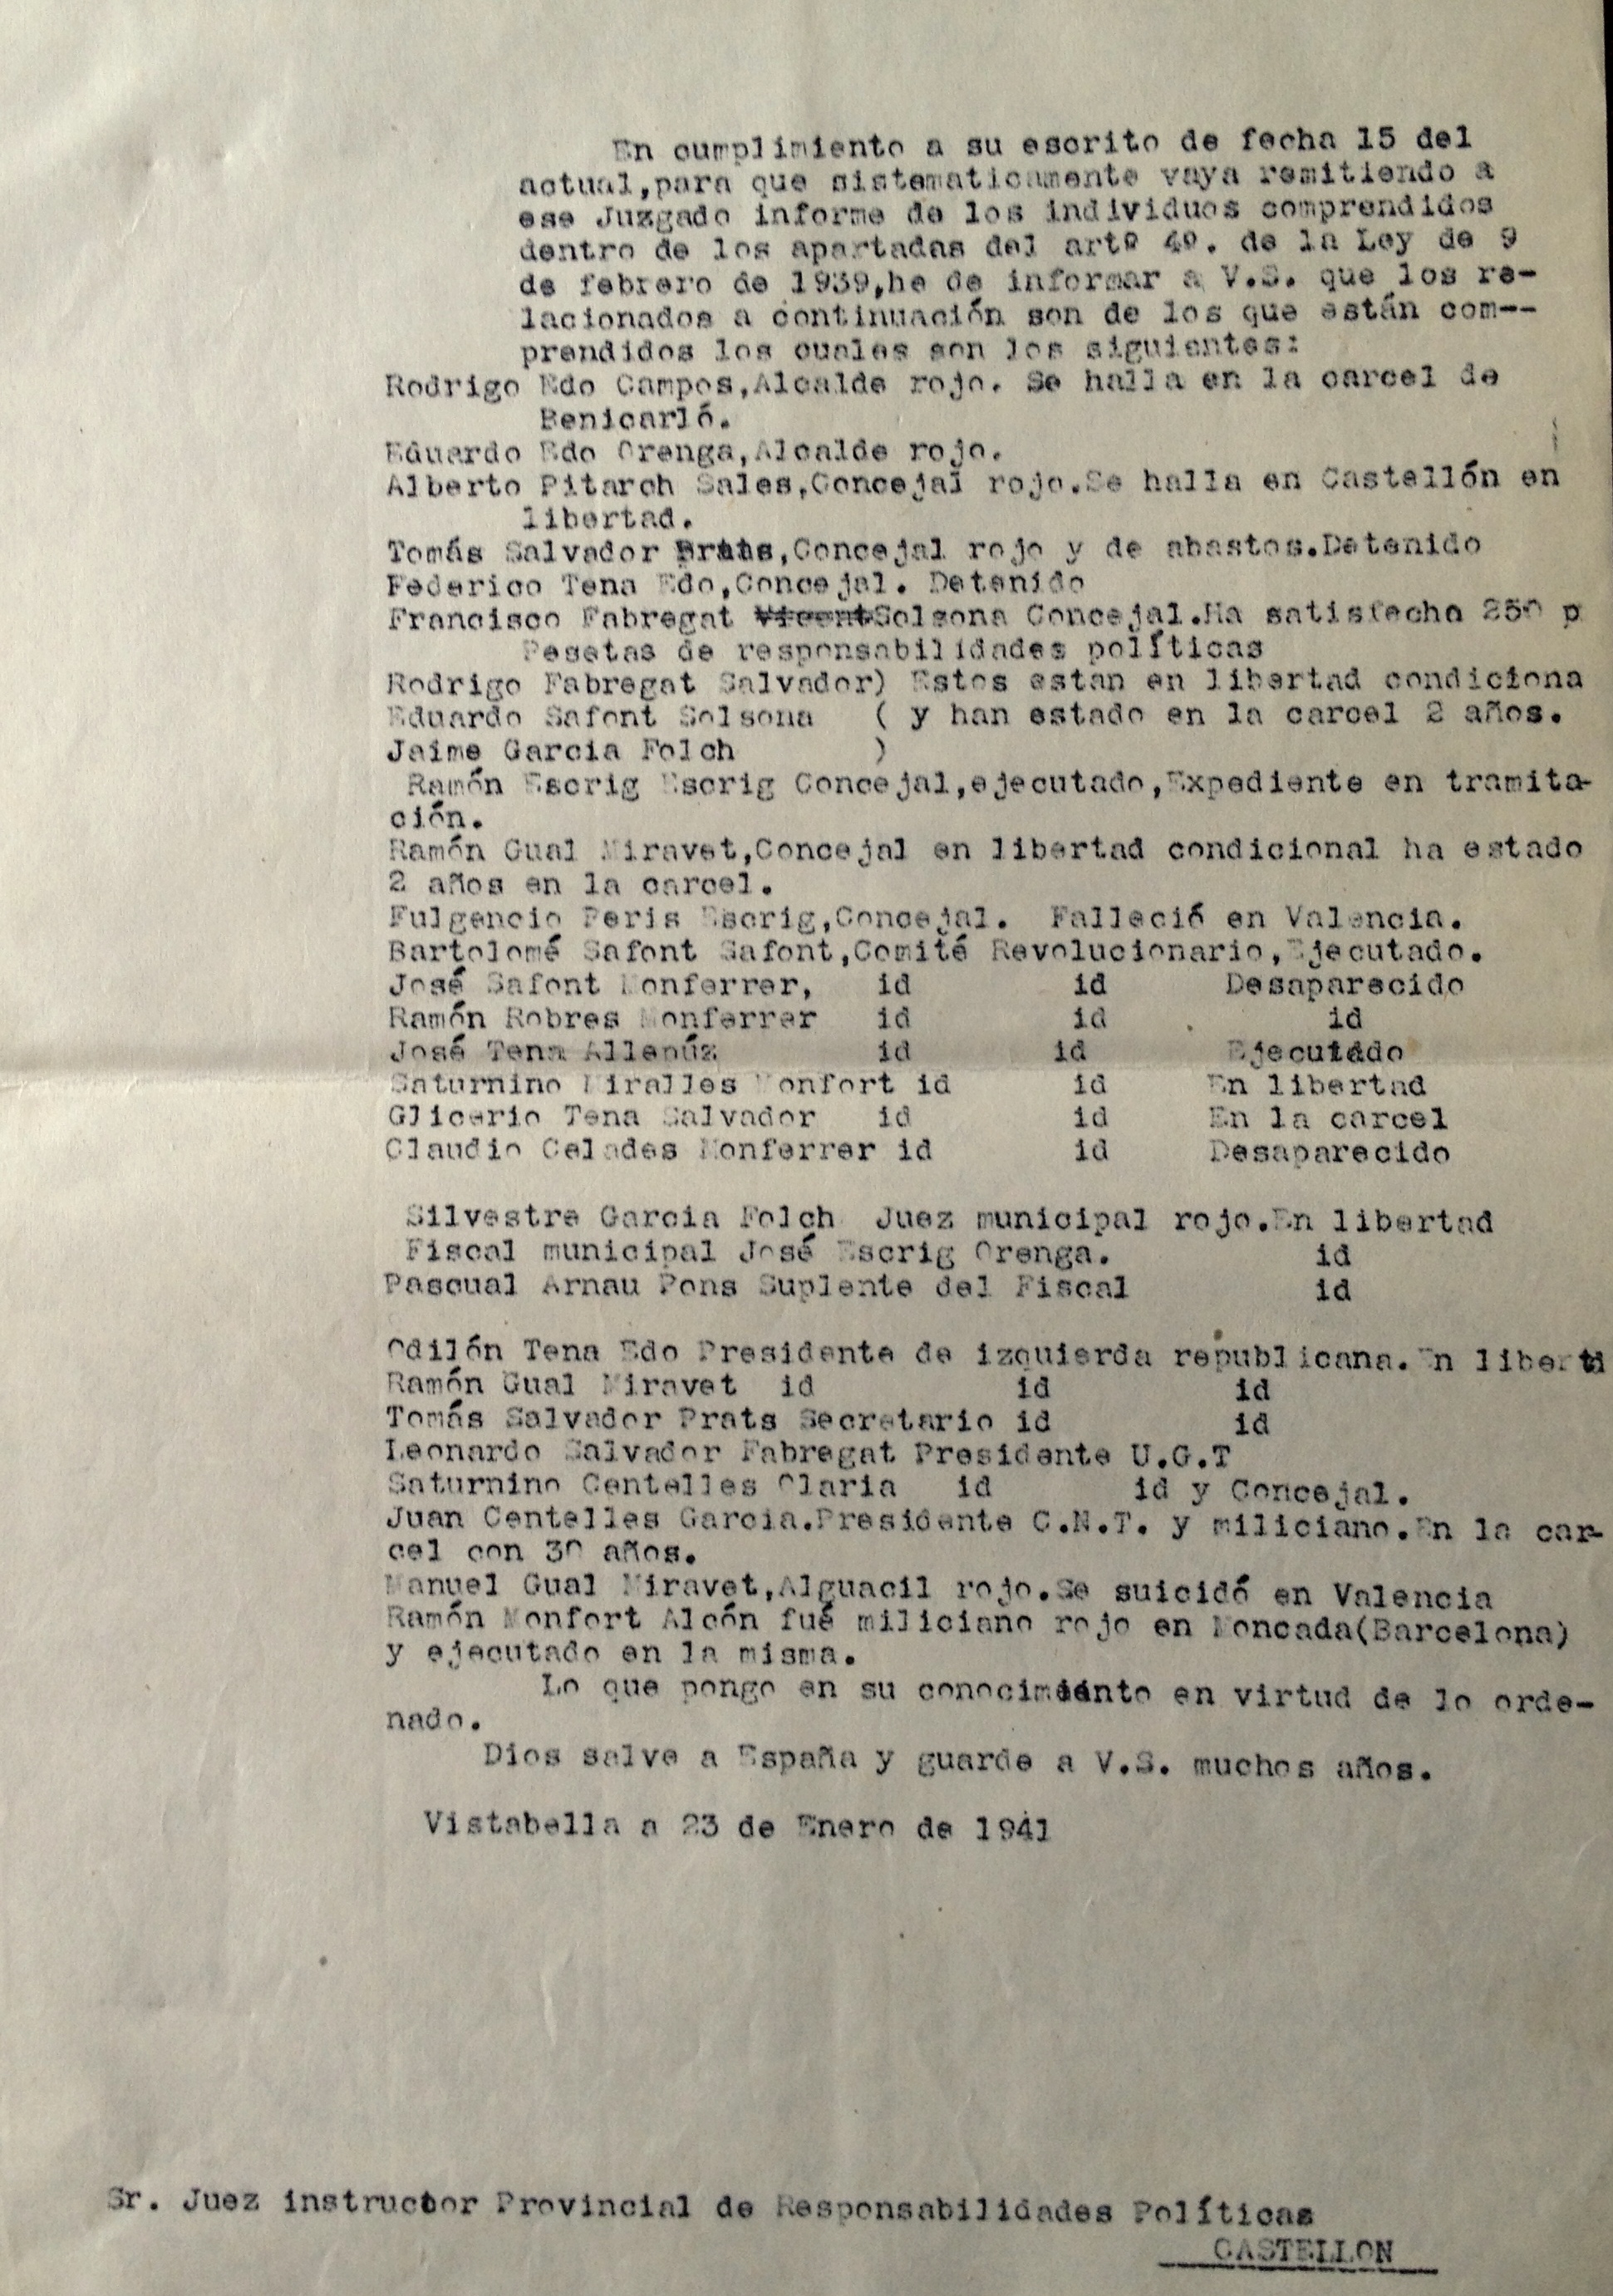 En cumplimiento a su escrito de fecha 15 del
actual,para que sistematicamente vaya remitiendo a
ese Juzgado informe de los individuos comprendidos
dentro de los apartadas del artº 4º. de la Ley de 9
de febrero de 1939,he de informar a V.S. que los re-
lacionados a continuación son de los que están com--
prendidos los cuales son los siguientes:
Rodrigo Edo Campos,Alcalde rojo. Se halla en la carcel de
Benicarló.
Eduardo Edo Orenga,Alcalde rojo.
Alberto Pitarch Sales,Concejal rojo.Se halla en Castellón en
libertad.
Tomás Salvador Prats,Concejal rojo y de abastos.Detenido
Federico Tena Edo,Concejal. Detenido
Francisco Fabregat Vicent Solsona Concejal.Ha satisfecho 250 p
Pesetas de responsabilidades políticas
Rodrigo Fabregat Salvador) Estos estan en libertad condiciona
Eduardo Safont Solsona ( y han estado en la carcel 2 años.
Jaime Garcia Folch )
Ramón Escrig Escrig Concejal,ejecutado,Expediente en tramita-
ción.
Ramón Gual Miravet,Concejal en libertad condicional ha estado
2 años en la carcel.
Fulgencio Peris Escrig,Concejal. Falleció en Valencia.
Bartolomé Safont Safont,Comité Revolucionario,Ejecutado.
José Safont Monferrer, id id Desaparecido
Ramón Robres Monferrer id id id
José Tena Allepúz id id Ejecutado
Saturnino Miralles Monfort id id En libertad
Glicerio Tena Salvador id id En la carcel
Claudio Celades Monferrer id id Desaparecido
Silvestre Garcia Folch Juez municipal rojo.En libertad
Fiscal municipal José Escrig Orenga. id
Pascual Arnau Pons Suplente del Fiscal id
Odilón Tena Edo Presidente de izquierda republicana.En liberta
Ramón Gual Miravet id id id
Tomás Salvador Prats Secretario id id
Leonardo Salvador Fabregat Presidente U.G.T
Saturnino Centelles Claria id id y Concejal.
Juan Centelles Garcia.Presidente C.N.T. y miliciano.En la car-
cel con 30 años.
Manuel Gual Miravet,Alguacil rojo.Se suicidó en Valencia
Ramón Monfort Alcón fué miliciano rojo en Moncada(Barcelona)
y ejecutado en la misma.
Lo que pongo en su conocimiento en virtud de lo orde-
nado.
Dios salve a España y guarde a V.S. muchos años.
Vistabella a 23 de Enero de 1941
Sr. Juez instructor Provincial de Responsabilidades Políticas
CASTELLON